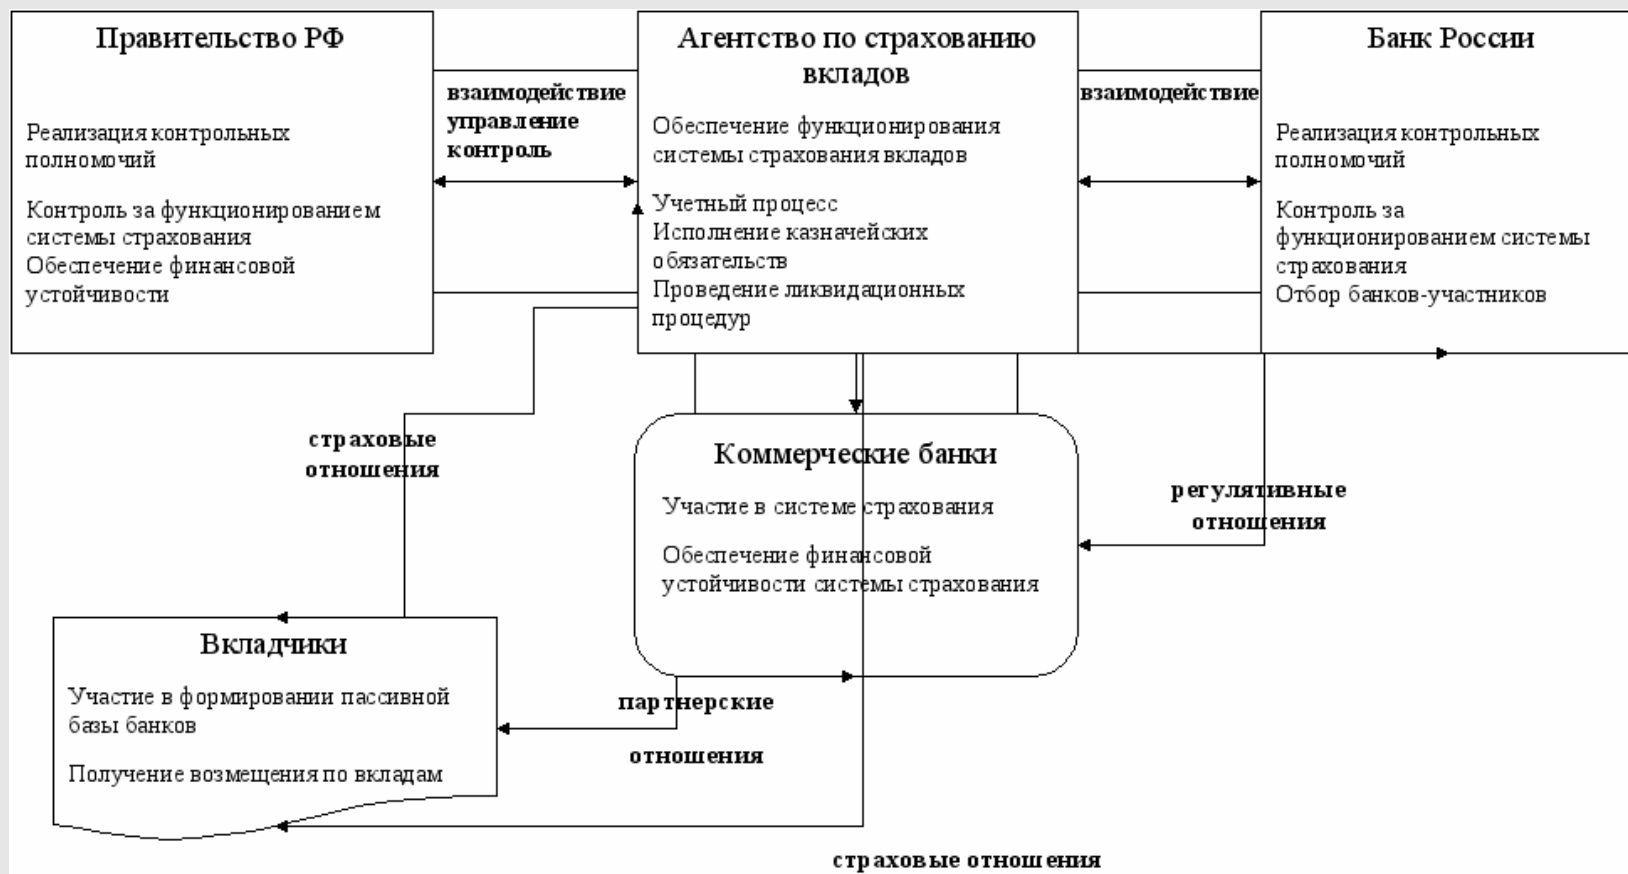 Правительство РФ
Реализация контрольных
полномочий
Контроль за функционированием
системы страхования
Обеспечение финансовой
устойчивости
взаимодействие
управление
контроль
Агентство по страхованию
вкладов
Обеспечение функционирования
системы страхования вкладов
Учетный процесс
Исполнение казначейских
обязательств
Проведение ликвидационных
процедур
взаимодействие
Банк России
Реализация контрольных
полномочий
Контроль за
функционированием системы
страхования
Отбор банков-участников
страховые
отношения
Коммерческие банки
Участие в системе страхования
Обеспечение финансовой
устойчивости системы страхования
регулятивные
отношения
Вкладчики
Участие в формировании пассивной
базы банков
Получение возмещения по вкладам
партнерские
отношения
страховые отношения